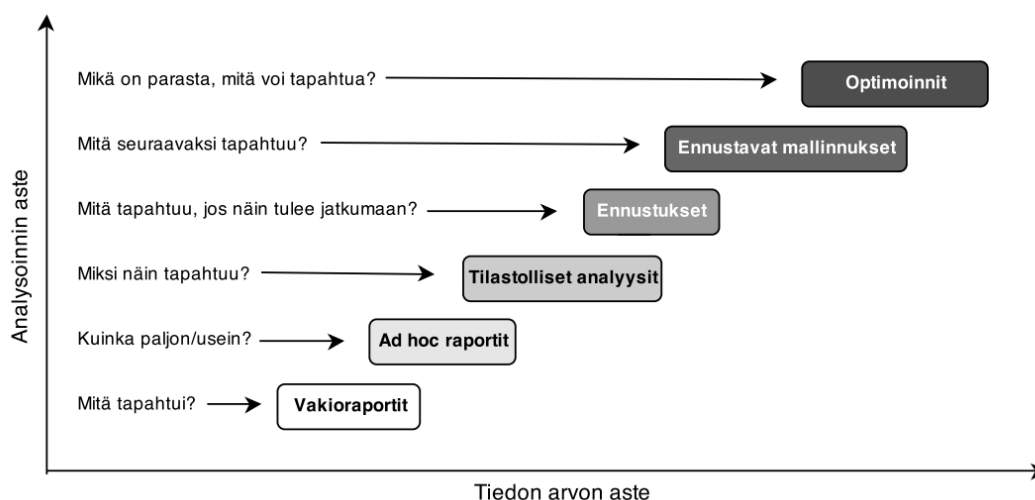 Mikä on parasta, mitä voi tapahtua?
Optimoinnit
Mitä seuraavaksi tapahtuu?
Ennustavat mallinnukset
Mitä tapahtuu, jos näin tulee jatkumaan?
Ennustukset
Miksi näin tapahtuu?
Tilastolliset analyysit
Kuinka paljon/usein?
Ad hoc raportit
Mitä tapahtui?
Vakioraportit
Analysoinnin aste
Tiedon arvon aste